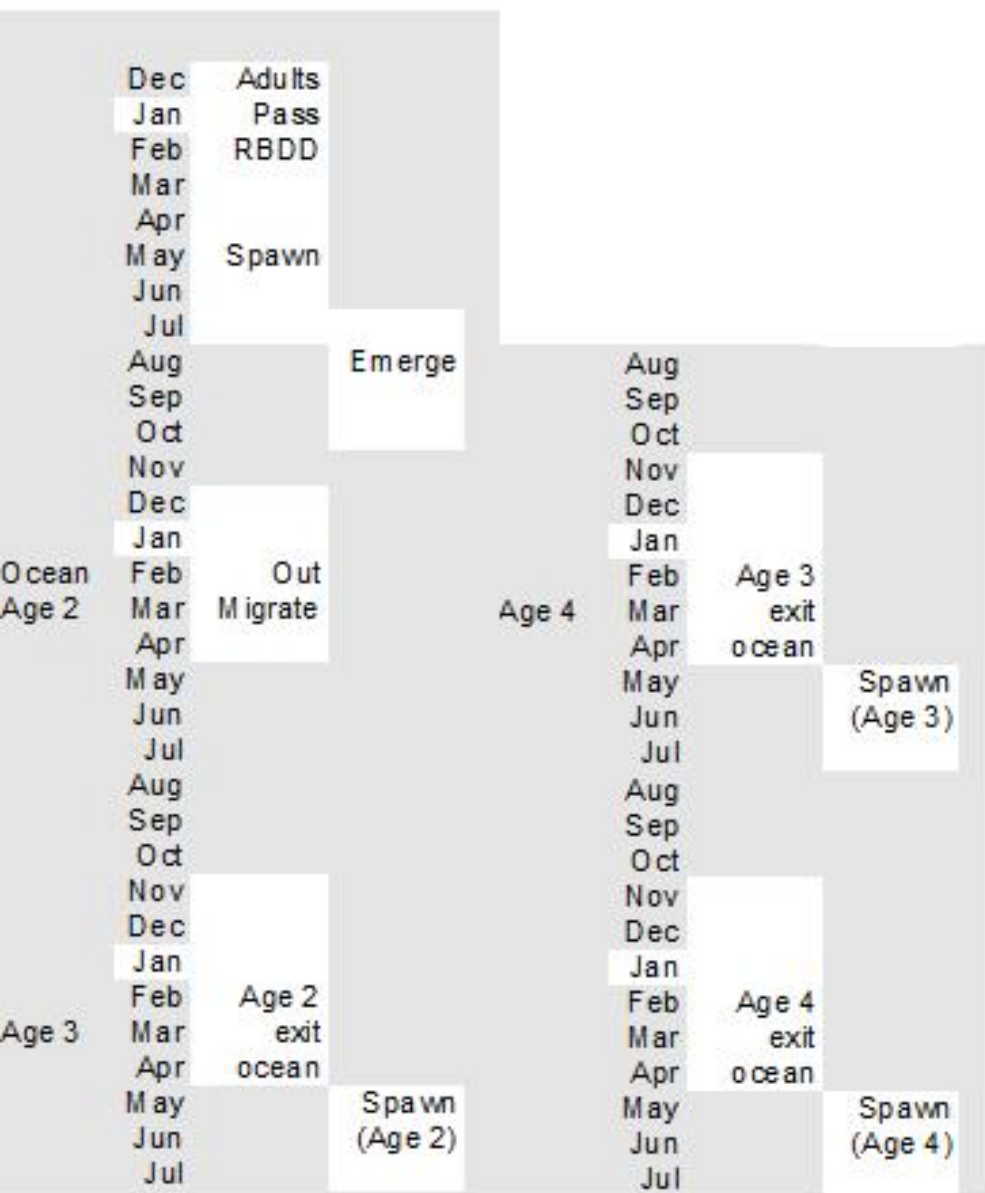 Dec Adults
Jan Pass
Feb RBDD
Mar
Apr
May Spawn
Jun
Jul
Aug Emerge
Sep
Oct
Nov
Dec
Jan
Ocean Feb Out
Age 2 Mar Migrate
Apr
May
Jun
Jul
Aug
Sep
Oct
Nov
Dec
Jan
Feb Age 2
Age 3 Mar exit
Apr ocean
May Spawn
Jun (Age 2)
Jul
Aug
Sep
Oct
Nov
Dec
Jan
Feb Age 3
Age 4 Mar exit
Apr ocean
May Spawn
Jun (Age 3)
Jul
Aug
Sep
Oct
Nov
Dec
Jan
Feb Age 4
Mar exit
Apr ocean
May Spawn
Jun (Age 4)
Jul